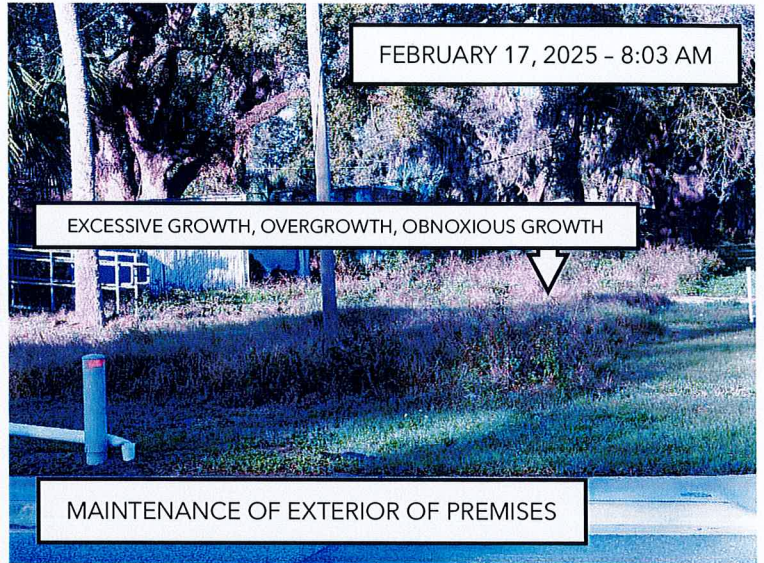 FEBRUARY 17, 2025 – 8:03 AM
EXCESSIVE GROWTH, OVERGROWTH, OBNOXIOUS GROWTH
MAINTENANCE OF EXTERIOR OF PREMISES